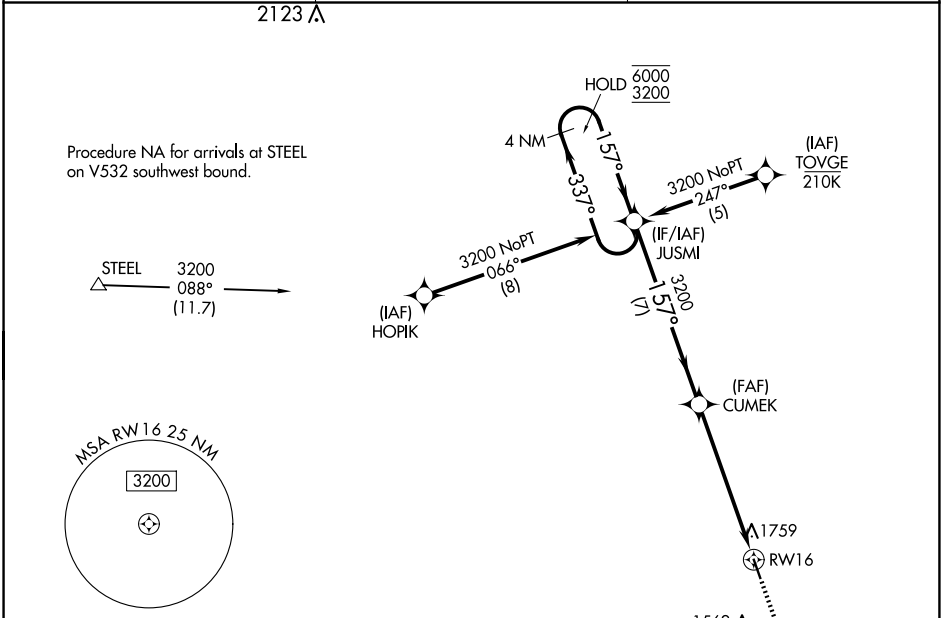 2123
HOLD 6000
3200
4 NM
157°
337°
Procedure NA for arrivals at STEEL
on V532 southwest bound.
(IAF)
TOVGE
210K
3200 NoPT
247°
(5)
(IF/IAF)
JUSMI
3200 NoPT
066°
(8)
STEEL
3200
088°
(11.7)
(IAF)
HOPIK
3200
157°
(7)
(FAF)
CUMEK
MSA RW16 25 NM
3200
1759
RW16